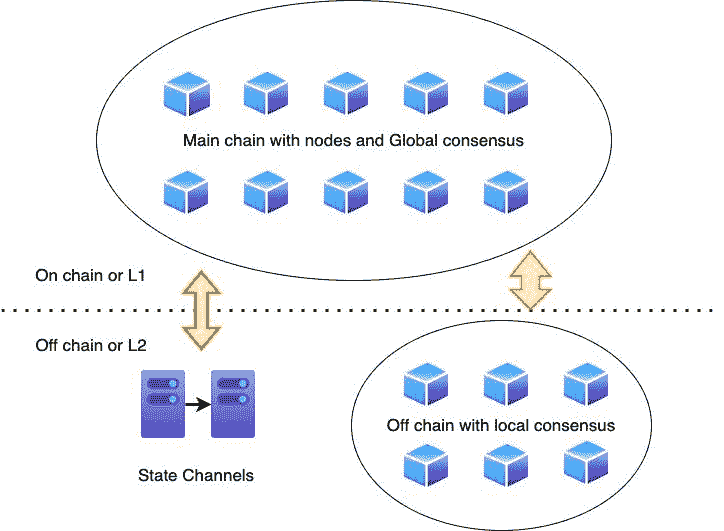 Main chain with nodes and Global consensus
On chain or L1
Off chain or L2
Off chain with local consensus
State Channels